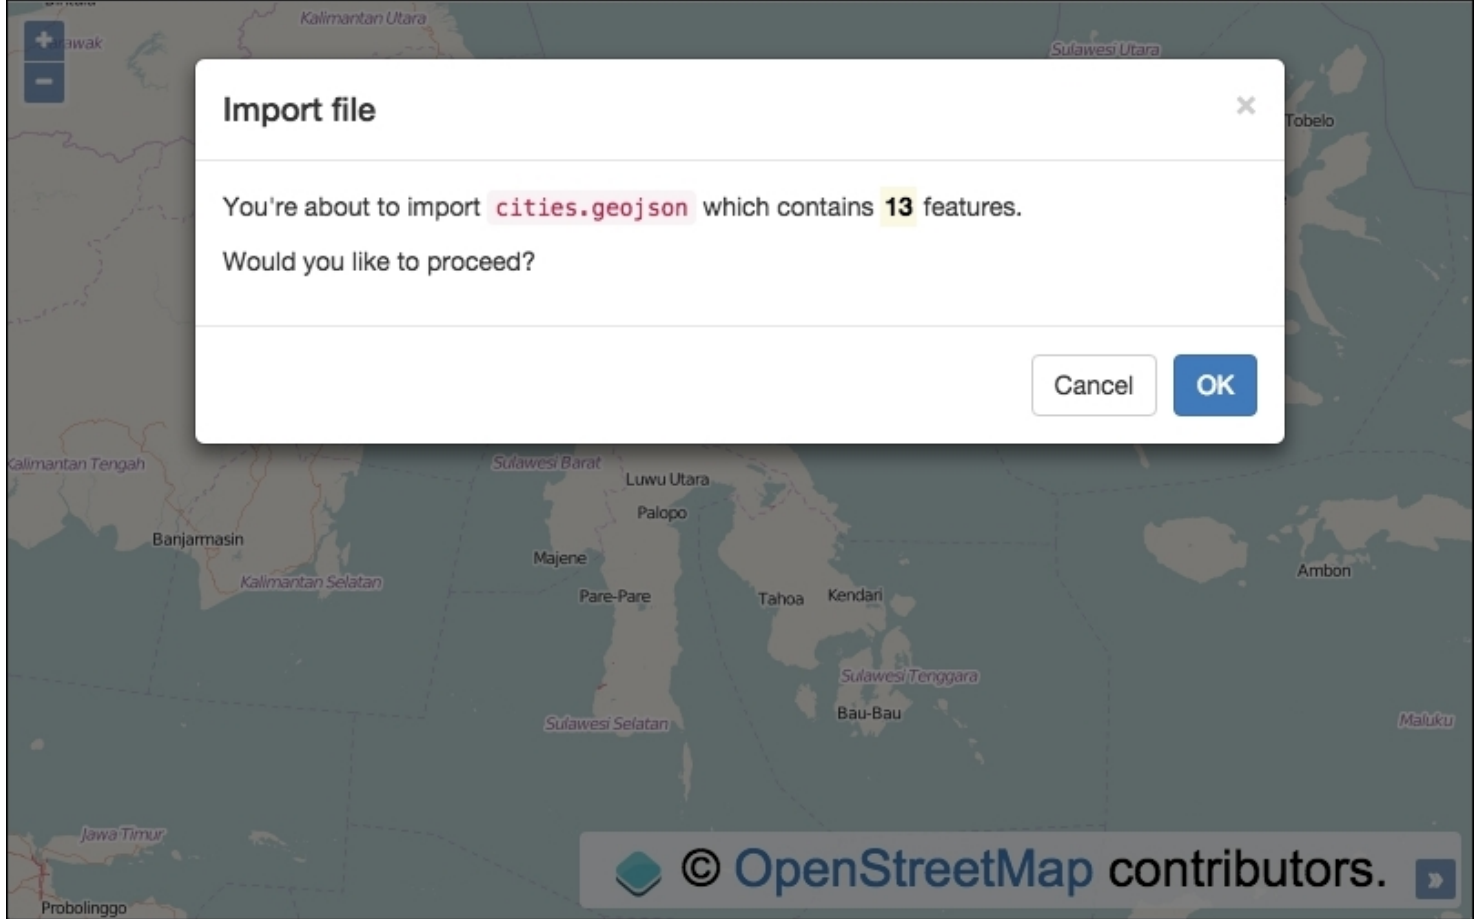 Kalimantan Utara
+
awak
Sulawesi Utara
−
Import file
×
Tobelo
You're about to import cities.geojson which contains 13 features.
Would you like to proceed?
Cancel
OK
Kalimantan Tengah
Sulawesi Barat
Luwu Utara
Palopo
Banjarmasin
Majene
Ambon
Kalimantan Selatan
Pare-Pare
Tahoa
Kendari
Sulawesi Tenggara
Bau-Bau
Sulawesi Selatan
Maluku
Jawa Timur
© OpenStreetMap contributors.
»
Probolinggo